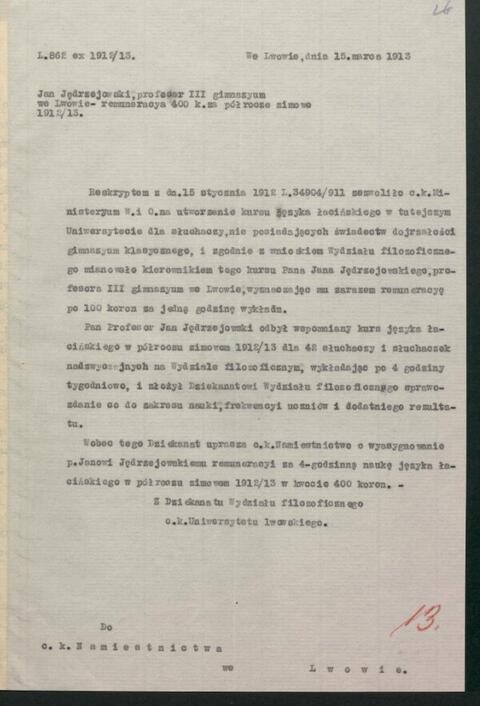 26
L.862 ex 1912/13. We Lwowie,dnia 15.marca 1913
Jan Jędrzejowski,profesor III gimnazyum
we Lwowie- remuneracya 400 k.za półrocze zimowe
1912/13.
Reskryptem z dn.15 stycznia 1912 L.34904/911 zezwoliło c.k.Mi-
nisteryum W.i O.na utworzenie kursu języka łacińskiego w tutejszym
Uniwersytecie dla słuchaczy,nie posiadających świadectw dojrzałości
gimnazyum klasycznego, i zgodnie z wnioskiem Wydziału filozoficzne-
go mianowało kierownikiem tego kursu Pana Jana Jędrzejowskiego,pro-
fesora III gimnazyum we Lwowie,wyznaczając mu zarazem remuneracyę
po 100 koron za jedną godzinę wykładu.
Pan Profesor Jan Jędrzejowski odbył wspomiany kurs języka ła-
cińskiego w półroczu zimowem 1912/13 dla 42 słuchaczy i słuchaczek
nadzwyczajnych na Wydziale filozoficznym, wykładając po 4 godziny
tygodniowo, i złożył Dziekanatowi Wydziału filozoficznego sprawo-
zdanie co do zakresu nauki,frekwencyi uczniów i dodatniego rezulta-
tu.
Wobec tego Dziekanat uprasza c.k.Namiestnictwo o wyasygnowanie
p.Janowi Jędrzejowskiemu remuneracyi za 4-godzinną naukę języka ła-
cińskiego w półroczu zimowem 1912/13 w kwocie 400 koron. -
Z Dziekanatu Wydziału filozoficznego
c.k.Uniwersytetu lwowskiego.
13.
Do
c. k. Namiestnictwa
we Lwowie.